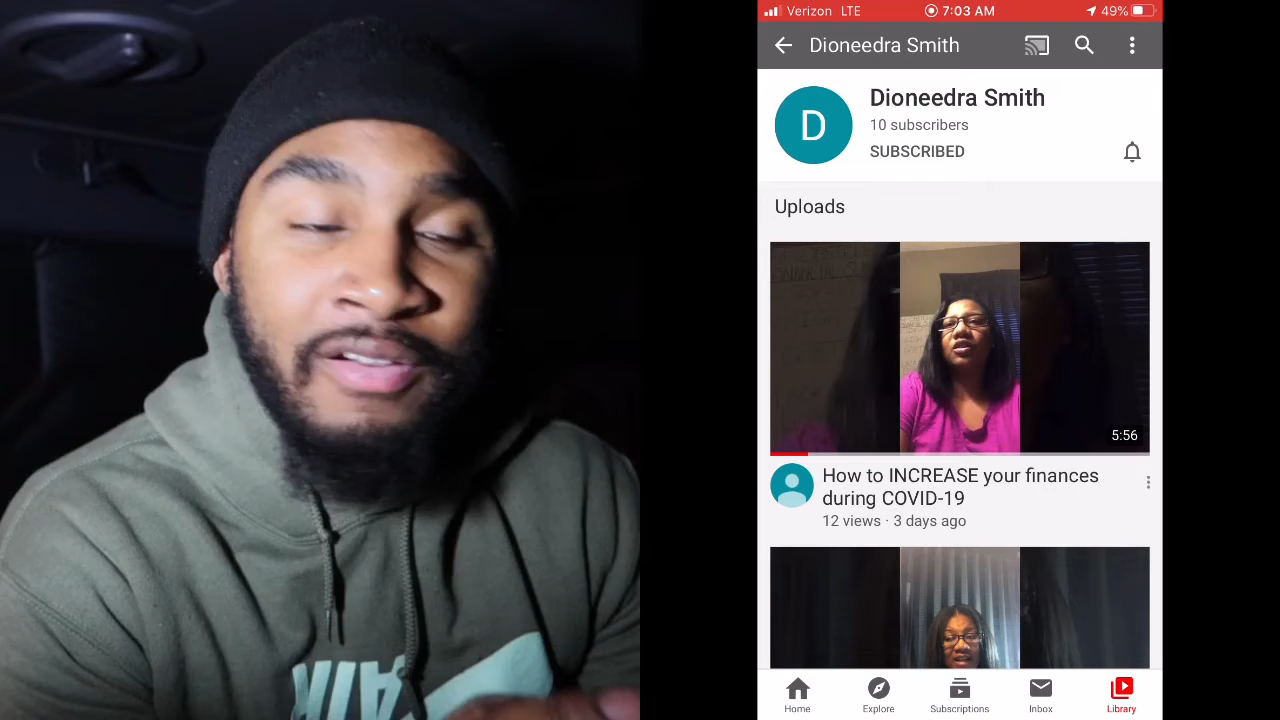 Verizon LTE 7:03 AM 49%
Dioneedra Smith
D
Dioneedra Smith
10 subscribers
SUBSCRIBED
Uploads
5:56
How to INCREASE your finances
during COVID-19
12 views · 3 days ago
Home Explore Subscriptions Inbox Library
AIR